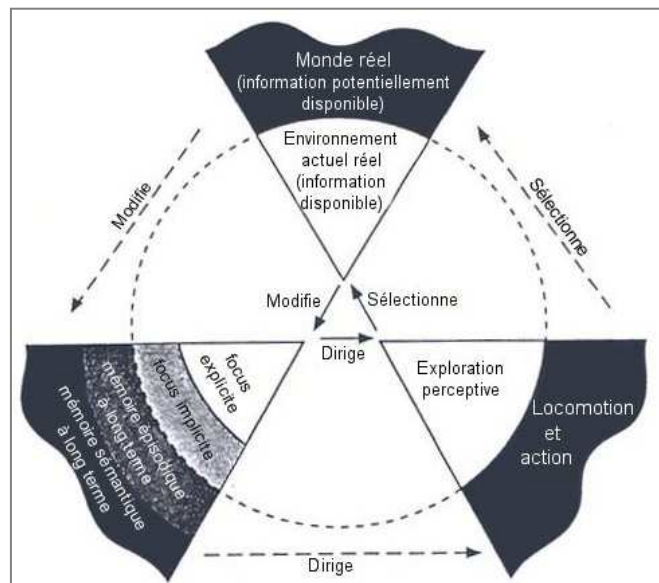 Monde réel
(information potentiellement
disponible)
Environnement
actuel réel
(information
disponible)
Modifie
Sélectionne
Modifie
Sélectionne
Dirige
focus
explicite
focus implicite
mémoire épisodique
à long terme
mémoire sémantique
à long terme
Exploration
perceptive
Locomotion
et
action
Dirige